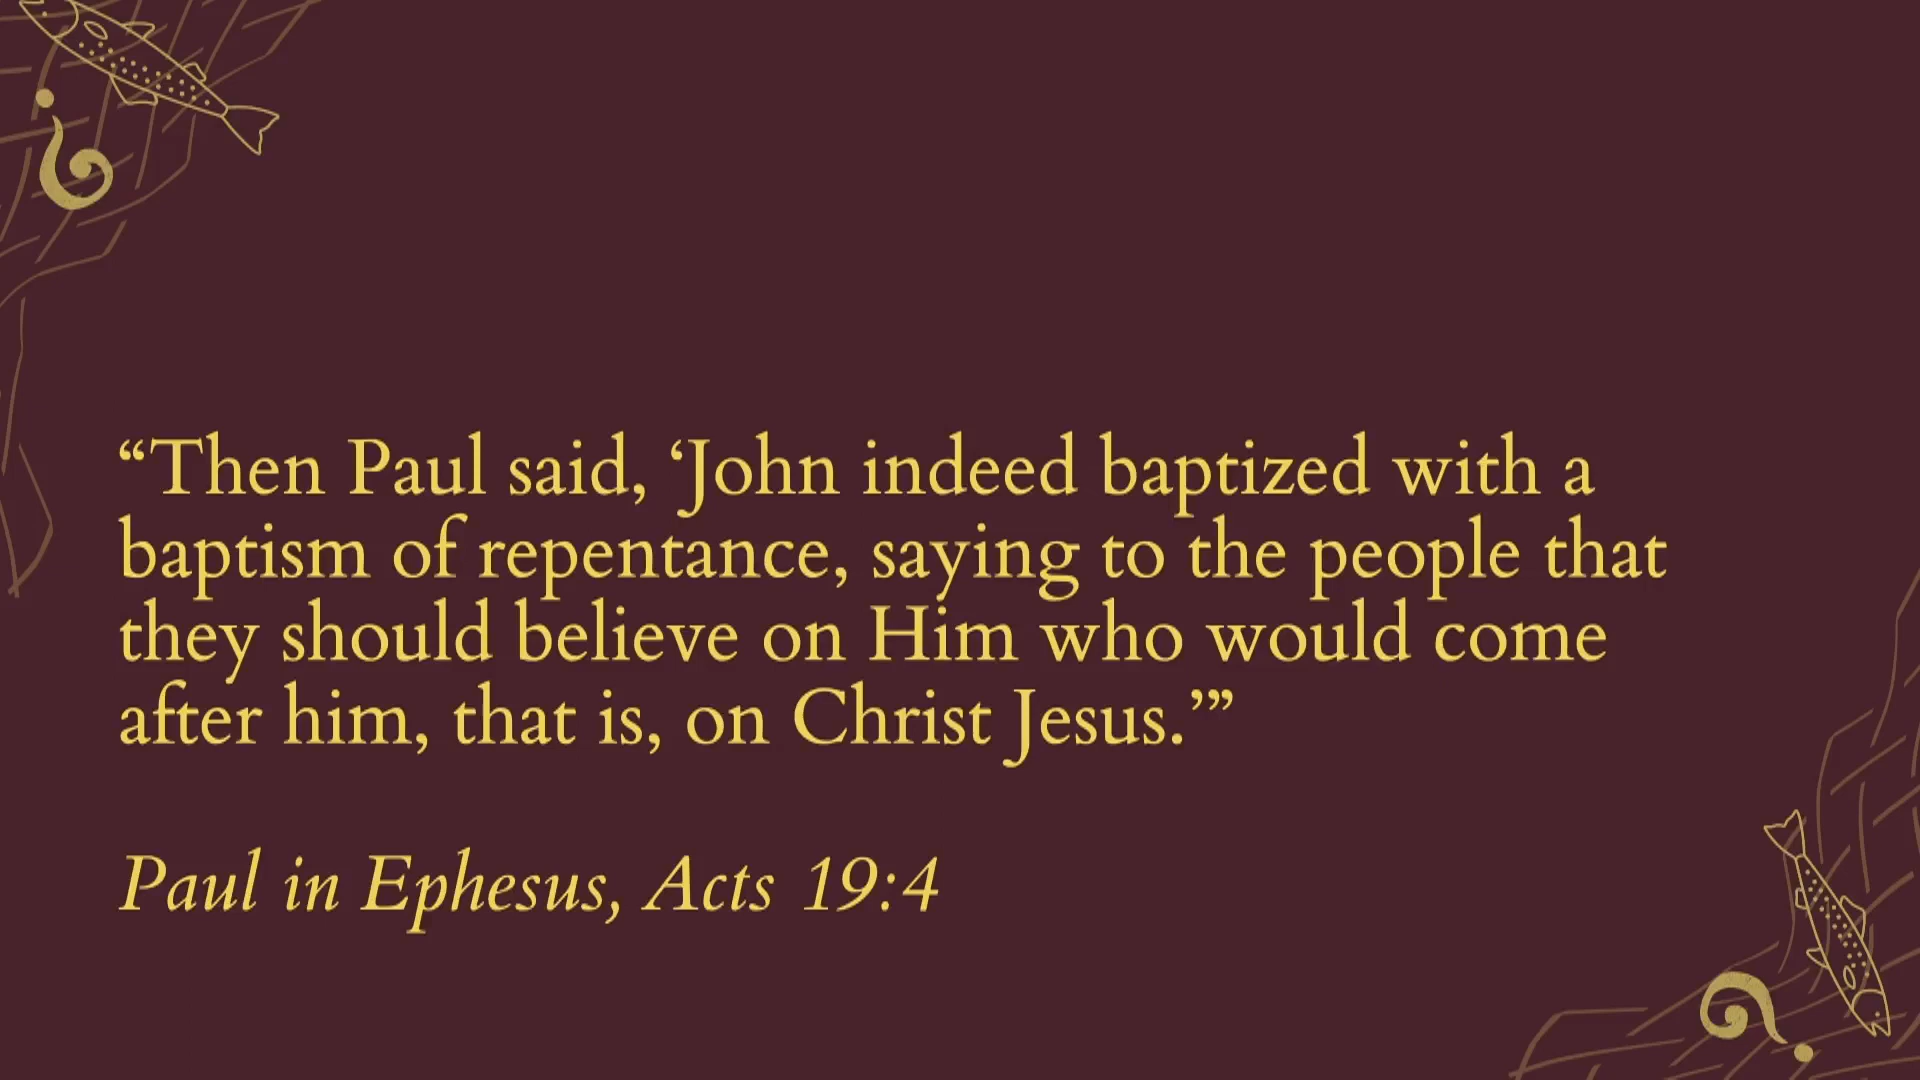 “Then Paul said, ‘John indeed baptized with a
baptism of repentance, saying to the people that
they should believe on Him who would come
after him, that is, on Christ Jesus.’”
Paul in Ephesus, Acts 19:4